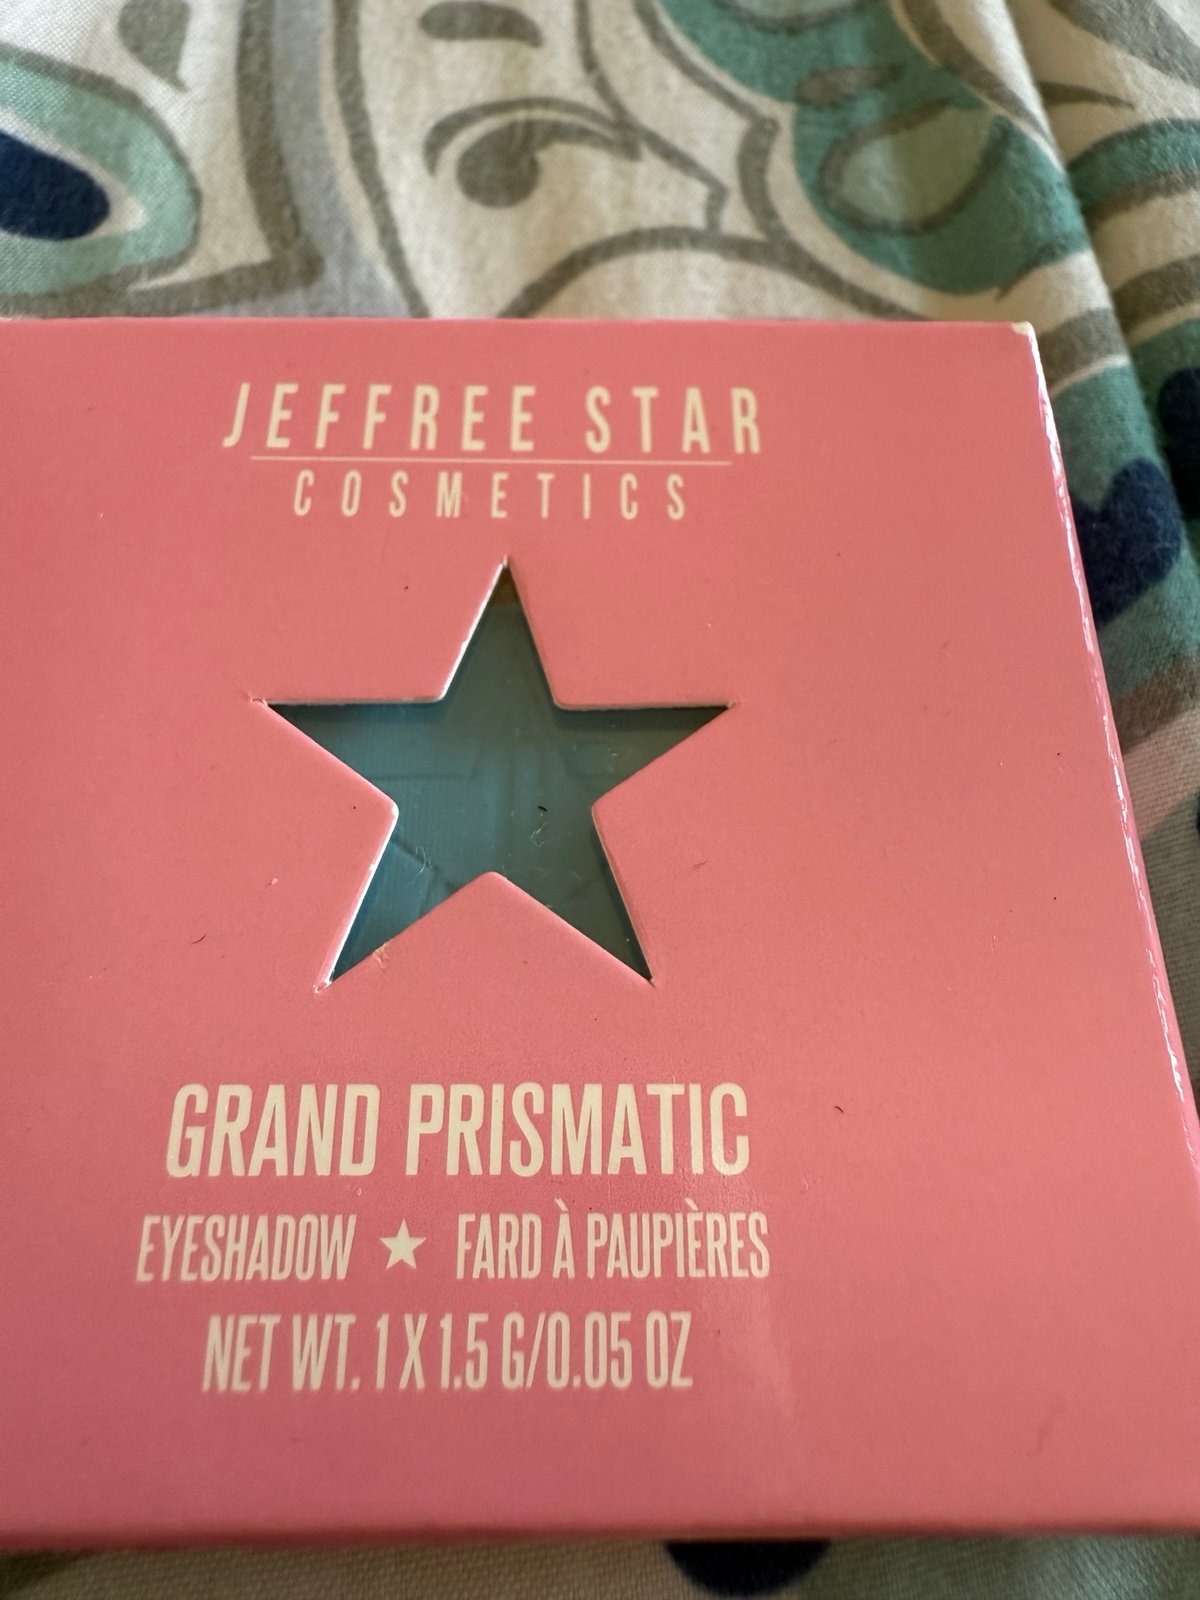 JEFFREE STAR
COSMETICS
GRAND PRISMATIC
EYESHADOW ★ FARD À PAUPIÈRES
NET WT. 1 X 1.5 G/0.05 OZ